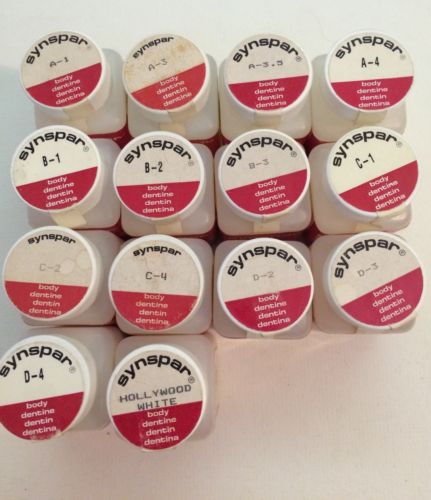 synspar®
A-1
body
dentine
dentin
dentina
synspar®
A-3
body
dentine
dentin
dentina
synspar®
A-3.5
body
dentine
dentin
dentina
synspar®
A-4
body
dentine
dentin
dentina
synspar®
B-1
body
dentine
dentin
dentina
synspar®
B-2
body
dentine
dentin
dentina
synspar®
B-3
body
dentine
dentin
dentina
synspar®
C-1
body
dentine
dentin
dentina
synspar®
C-2
body
dentine
dentin
dentina
synspar®
C-4
body
dentine
dentin
dentina
synspar®
D-2
body
dentine
dentin
dentina
synspar®
D-3
body
dentine
dentin
dentina
synspar®
D-4
body
dentine
dentin
dentina
synspar®
HOLLYWOOD
WHITE
body
dentine
dentin
dentina